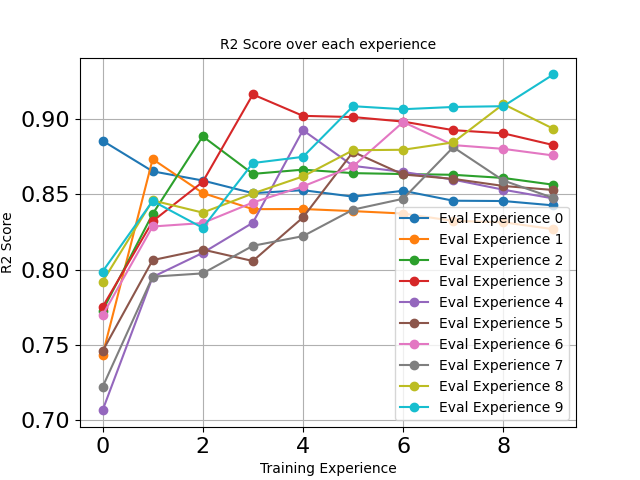 R2 Score over each experience
R2 Score
0.90
0.85
0.80
0.75
0.70
0
2
4
6
8
Training Experience
Eval Experience 0
Eval Experience 1
Eval Experience 2
Eval Experience 3
Eval Experience 4
Eval Experience 5
Eval Experience 6
Eval Experience 7
Eval Experience 8
Eval Experience 9